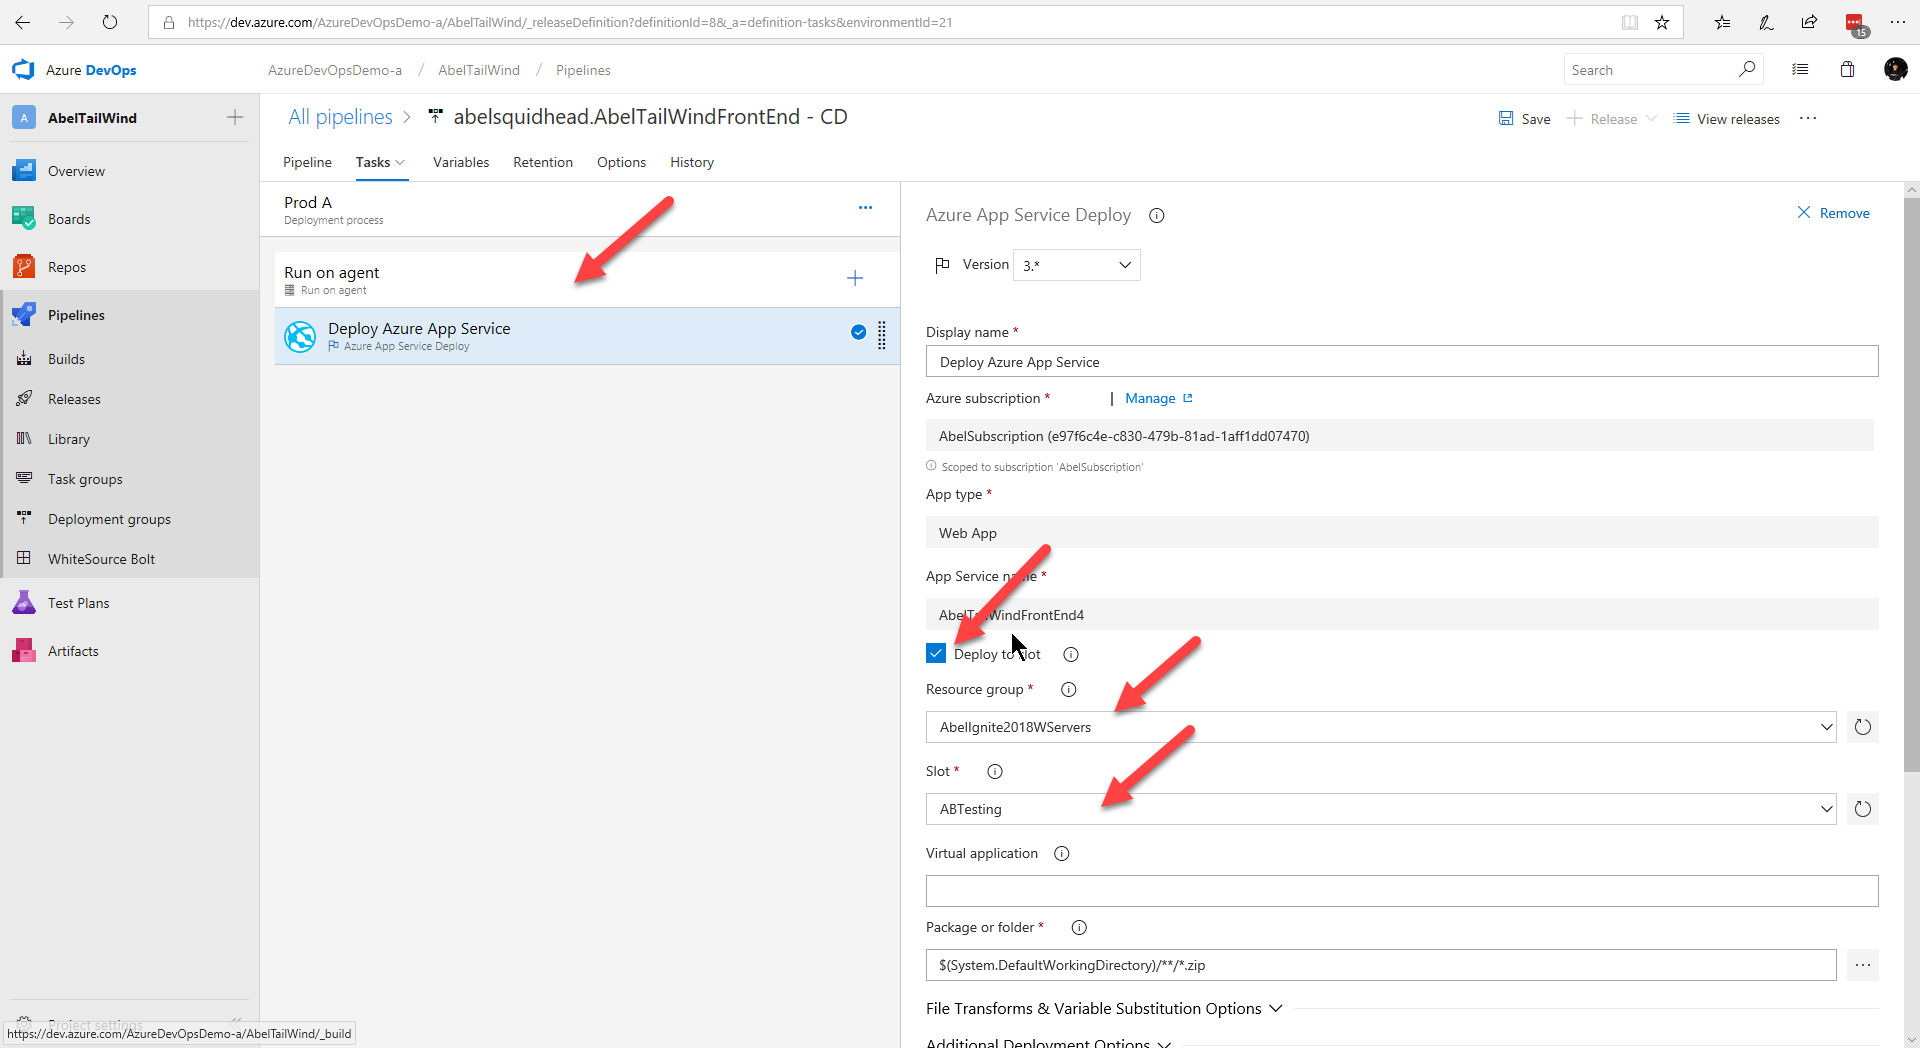 https://dev.azure.com/AzureDevOpsDemo-a/AbelTailWind/_releaseDefinition?definitionId=8&_a=definition-tasks&environmentId=21
15
Azure DevOps
AzureDevOpsDemo-a / AbelTailWind / Pipelines
Search
A AbelTailWind
Overview
Boards
Repos
Pipelines
Builds
Releases
Library
Task groups
Deployment groups
WhiteSource Bolt
Test Plans
Artifacts
Project settings
https://dev.azure.com/AzureDevOpsDemo-a/AbelTailWind/_build
All pipelines > abelsquidhead.AbelTailWindFrontEnd - CD
Save
Release
View releases
Pipeline Tasks Variables Retention Options History
Prod A
Deployment process
Run on agent
Run on agent
Deploy Azure App Service
Azure App Service Deploy
Azure App Service Deploy
Remove
Version 3.*
Display name *
Deploy Azure App Service
Azure subscription * | Manage
AbelSubscription (e97f6c4e-c830-479b-81ad-1aff1dd07470)
Scoped to subscription 'AbelSubscription'
App type *
Web App
App Service name *
AbelTailWindFrontEnd4
Deploy to slot
Resource group *
AbelIgnite2018WServers
Slot *
ABTesting
Virtual application
Package or folder *
$(System.DefaultWorkingDirectory)/**/*.zip
File Transforms & Variable Substitution Options
Additional Deployment Options